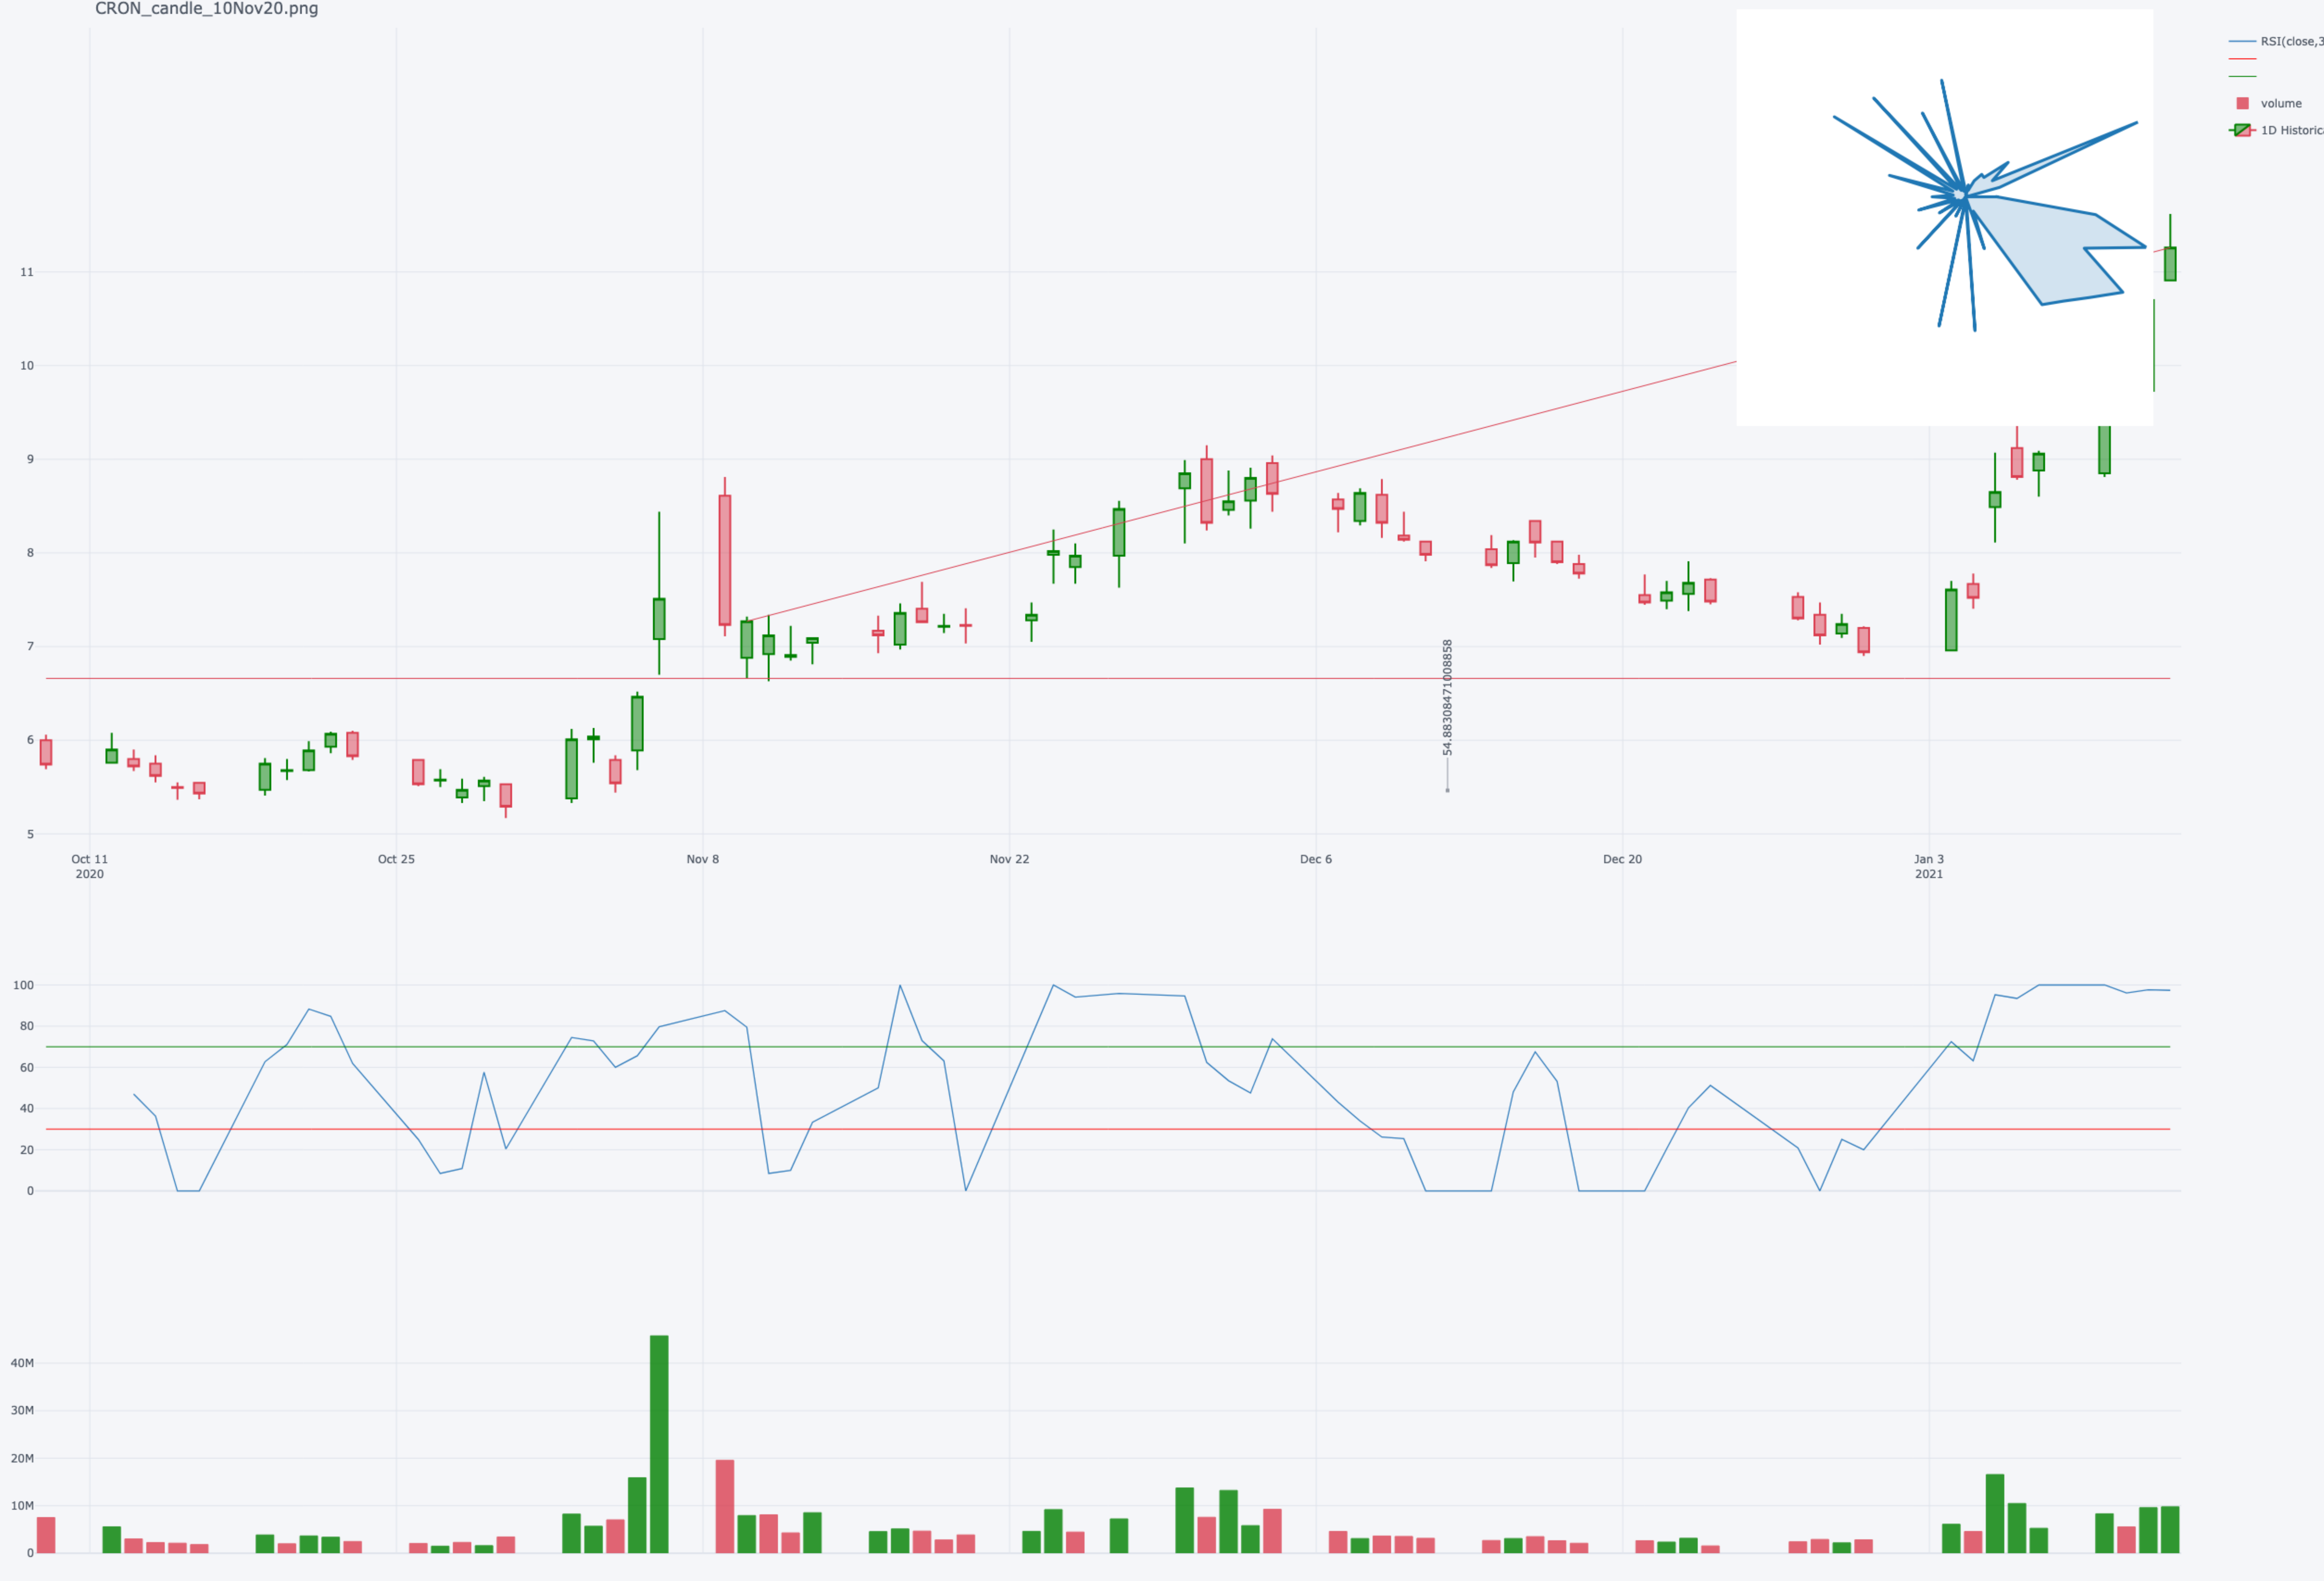 CRON_candle_10Nov20.png
RSI(close,3
volume
1D Historic
11
10
9
8
7
6
5
54.883084710088​58
Oct 11
2020
Oct 25
Nov 8
Nov 22
Dec 6
Dec 20
Jan 3
2021
100
80
60
40
20
0
40M
30M
20M
10M
0